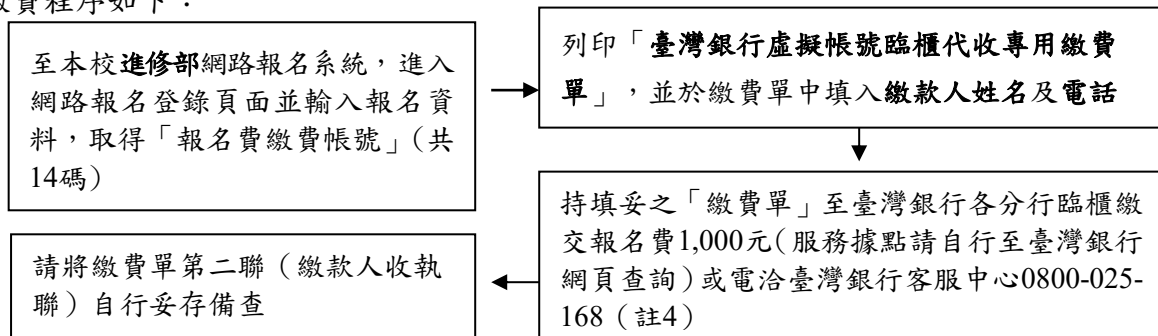 繳費程序如下：
至本校進修部網路報名系統，進入
網路報名登錄頁面並輸入報名資
料，取得「報名費繳費帳號」（共
14碼）
列印「臺灣銀行虛擬帳號臨櫃代收專用繳費
單」，並於繳費單中填入繳款人姓名及電話
持填妥之「繳費單」至臺灣銀行各分行臨櫃繳
交報名費1,000元（服務據點請自行至臺灣銀行
網頁查詢）或電洽臺灣銀行客服中心0800-025-
168（註4）
請將繳費單第二聯（繳款人收執
聯）自行妥存備查